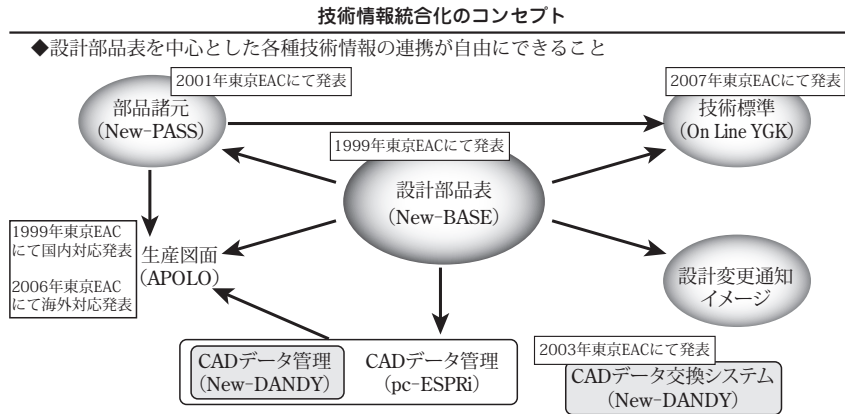 技術情報統合化のコンセプト
◆設計部品表を中心とした各種技術情報の連携が自由にできること
2001年東京EACにて発表
部品諸元
(New-PASS)
2007年東京EACにて発表
技術標準
(On Line YGK)
1999年東京EACにて発表
設計部品表
(New-BASE)
1999年東京EAC
にて国内対応発表
2006年東京EAC
にて海外対応発表
生産図面
(APOLO)
設計変更通知
イメージ
CADデータ管理
(New-DANDY)
CADデータ管理
(pc-ESPRi)
2003年東京EACにて発表
CADデータ交換システム
(New-DANDY)